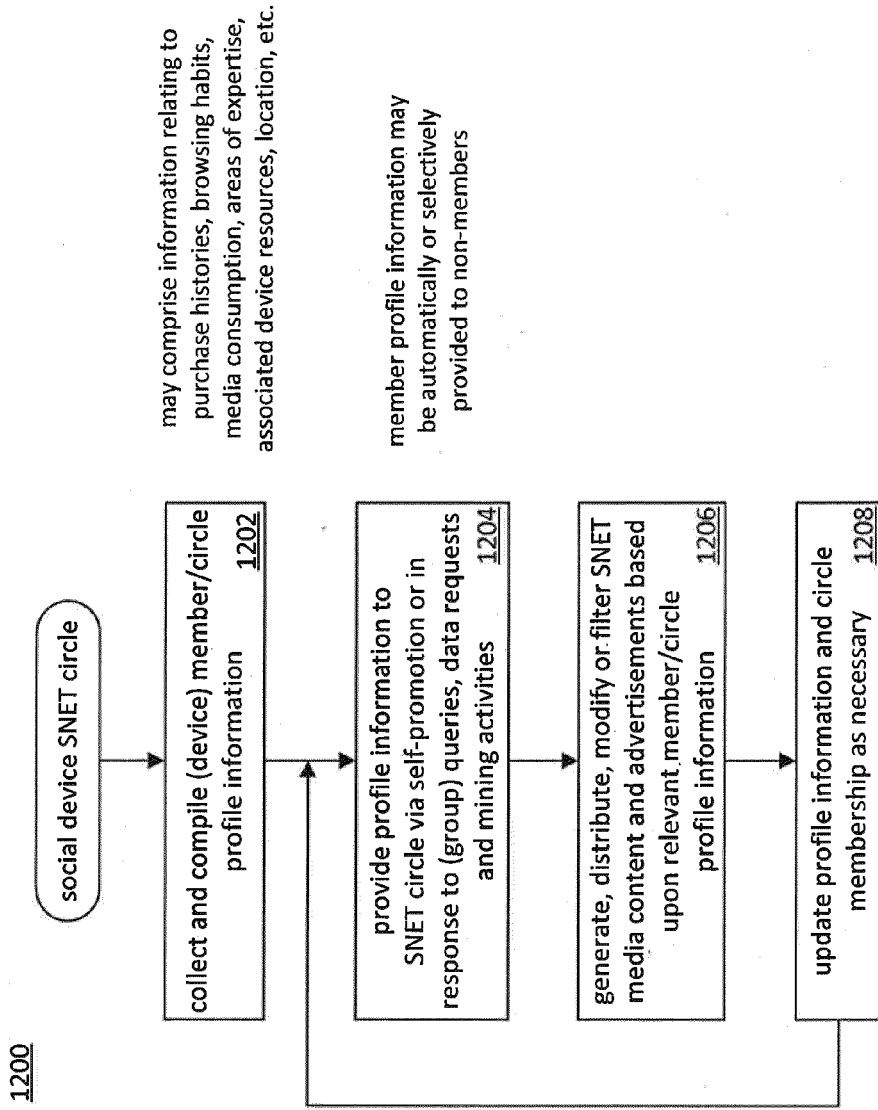 1200
social device SNET circle
collect and compile (device) member/circle
profile information
1202
may comprise information relating to
purchase histories, browsing habits,
media consumption, areas of expertise,
associated device resources, location, etc.
provide profile information to
SNET circle via self-promotion or in
response to (group) queries, data requests
and mining activities
1204
member profile information may
be automatically or selectively
provided to non-members
generate, distribute, modify or filter SNET
media content and advertisements based
upon relevant member/circle
profile information
1206
update profile information and circle
membership as necessary
1208